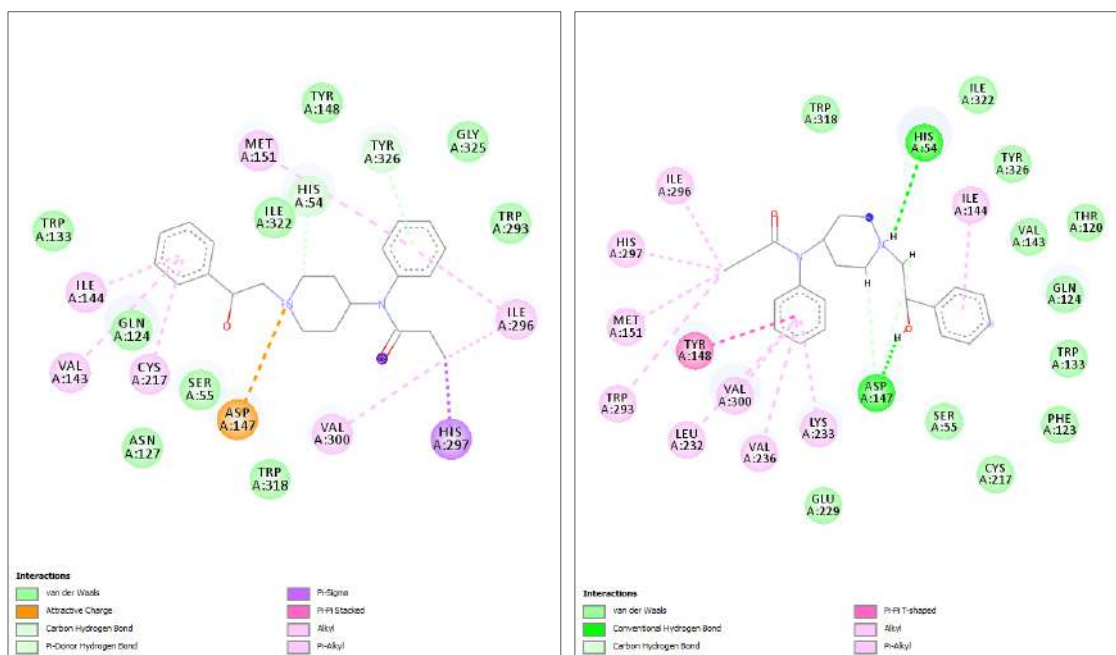 TYR
A:148
MET
A:151
TYR
A:326
GLY
A:325
HIS
A:54
ILE
A:322
TRP
A:293
TRP
A:133
ILE
A:144
GLN
A:124
VAL
A:143
CYS
A:217
SER
A:55
ASP
A:147
ASN
A:127
TRP
A:318
VAL
A:300
HIS
A:297
ILE
A:296
N
O
Interactions
van der Waals
Attractive Charge
Carbon Hydrogen Bond
Pi-Donor Hydrogen Bond
Pi-Sigma
Pi-Pi Stacked
Alkyl
Pi-Alkyl
ILE
A:322
TRP
A:318
HIS
A:54
TYR
A:326
ILE
A:296
ILE
A:144
THR
A:120
VAL
A:143
HIS
A:297
GLN
A:124
MET
A:151
TYR
A:148
TRP
A:133
TRP
A:293
VAL
A:300
ASP
A:147
LEU
A:232
LYS
A:233
SER
A:55
PHE
A:123
VAL
A:236
CYS
A:217
GLU
A:229
O
N
H
H
H
H
Interactions
van der Waals
Conventional Hydrogen Bond
Carbon Hydrogen Bond
Pi-Pi T-shaped
Alkyl
Pi-Alkyl